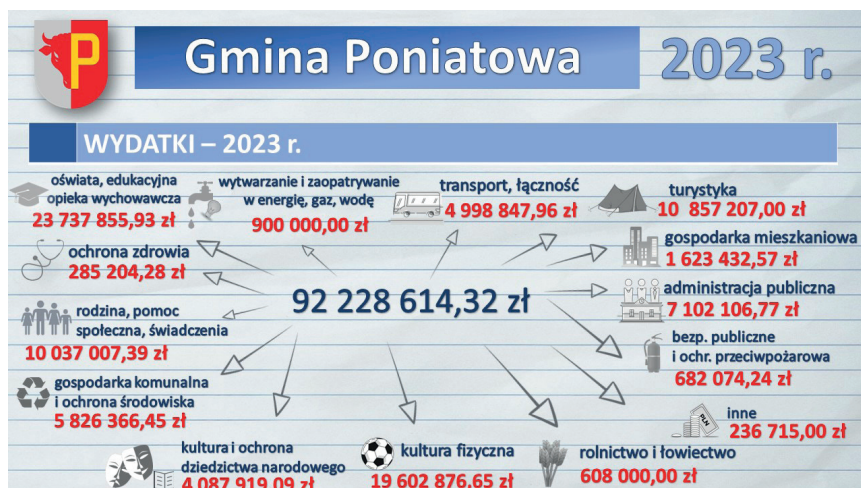 P
Gmina Poniatowa
2023 r.
WYDATKI – 2023 r.
oświata, edukacyjna
opieka wychowawcza
23 737 855,93 zł
wytwarzanie i zaopatrywanie
w energię, gaz, wodę
900 000,00 zł
transport, łączność
4 998 847,96 zł
turystyka
10 857 207,00 zł
ochrona zdrowia
285 204,28 zł
gospodarka mieszkaniowa
1 623 432,57 zł
92 228 614,32 zł
administracja publiczna
7 102 106,77 zł
rodzina, pomoc
społeczna, świadczenia
10 037 007,39 zł
bezp. publiczne
i ochr. przeciwpożarowa
682 074,24 zł
gospodarka komunalna
i ochrona środowiska
5 826 366,45 zł
PLN
inne
236 715,00 zł
kultura i ochrona
dziedzictwa narodowego
4 087 919,09 zł
kultura fizyczna
19 602 876,65 zł
rolnictwo i łowiectwo
608 000,00 zł